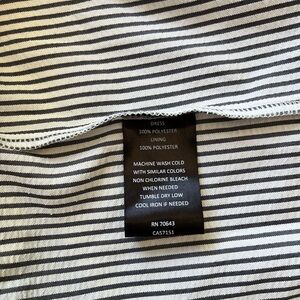 DRESS
100% POLYESTER
LINING
100% POLYESTER
MACHINE WASH COLD
WITH SIMILAR COLORS
NON CHLORINE BLEACH
WHEN NEEDED
TUMBLE DRY LOW
COOL IRON IF NEEDED
RN 70643
CA57151